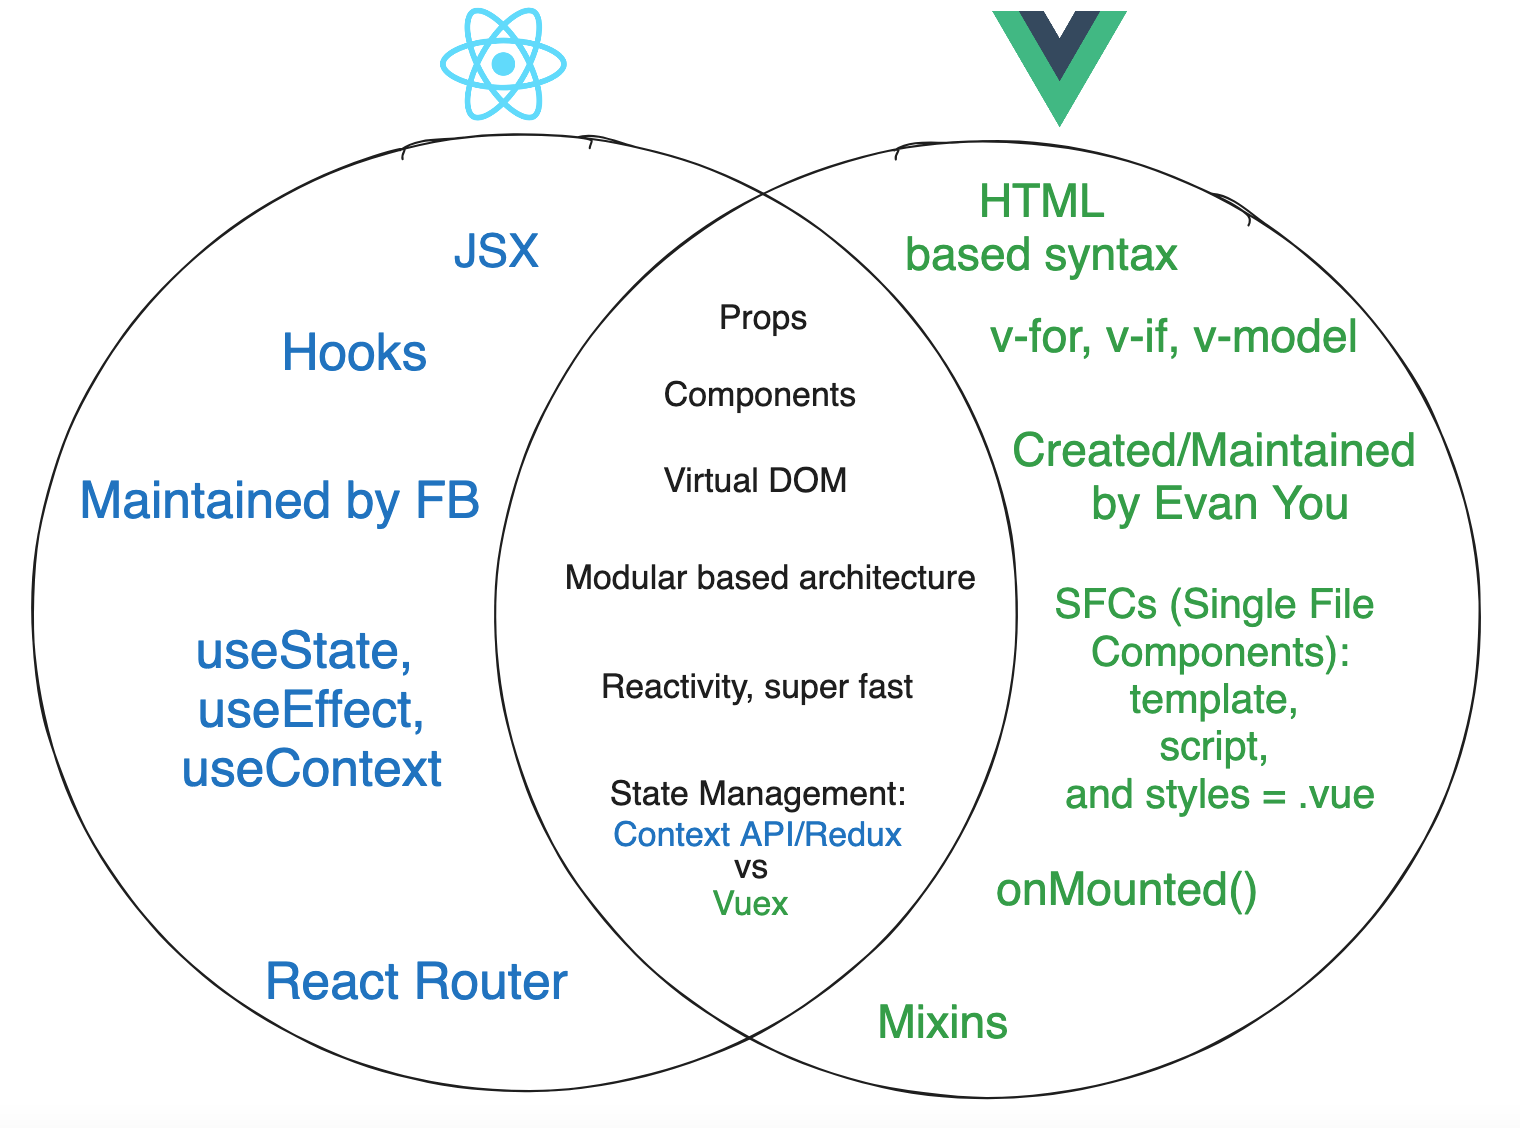 JSX
Hooks
Maintained by FB
useState,
useEffect,
useContext
React Router
Props
Components
Virtual DOM
Modular based architecture
Reactivity, super fast
State Management:
Context API/Redux
vs
Vuex
HTML
based syntax
v-for, v-if, v-model
Created/Maintained
by Evan You
SFCs (Single File
Components):
template,
script,
and styles = .vue
onMounted()
Mixins